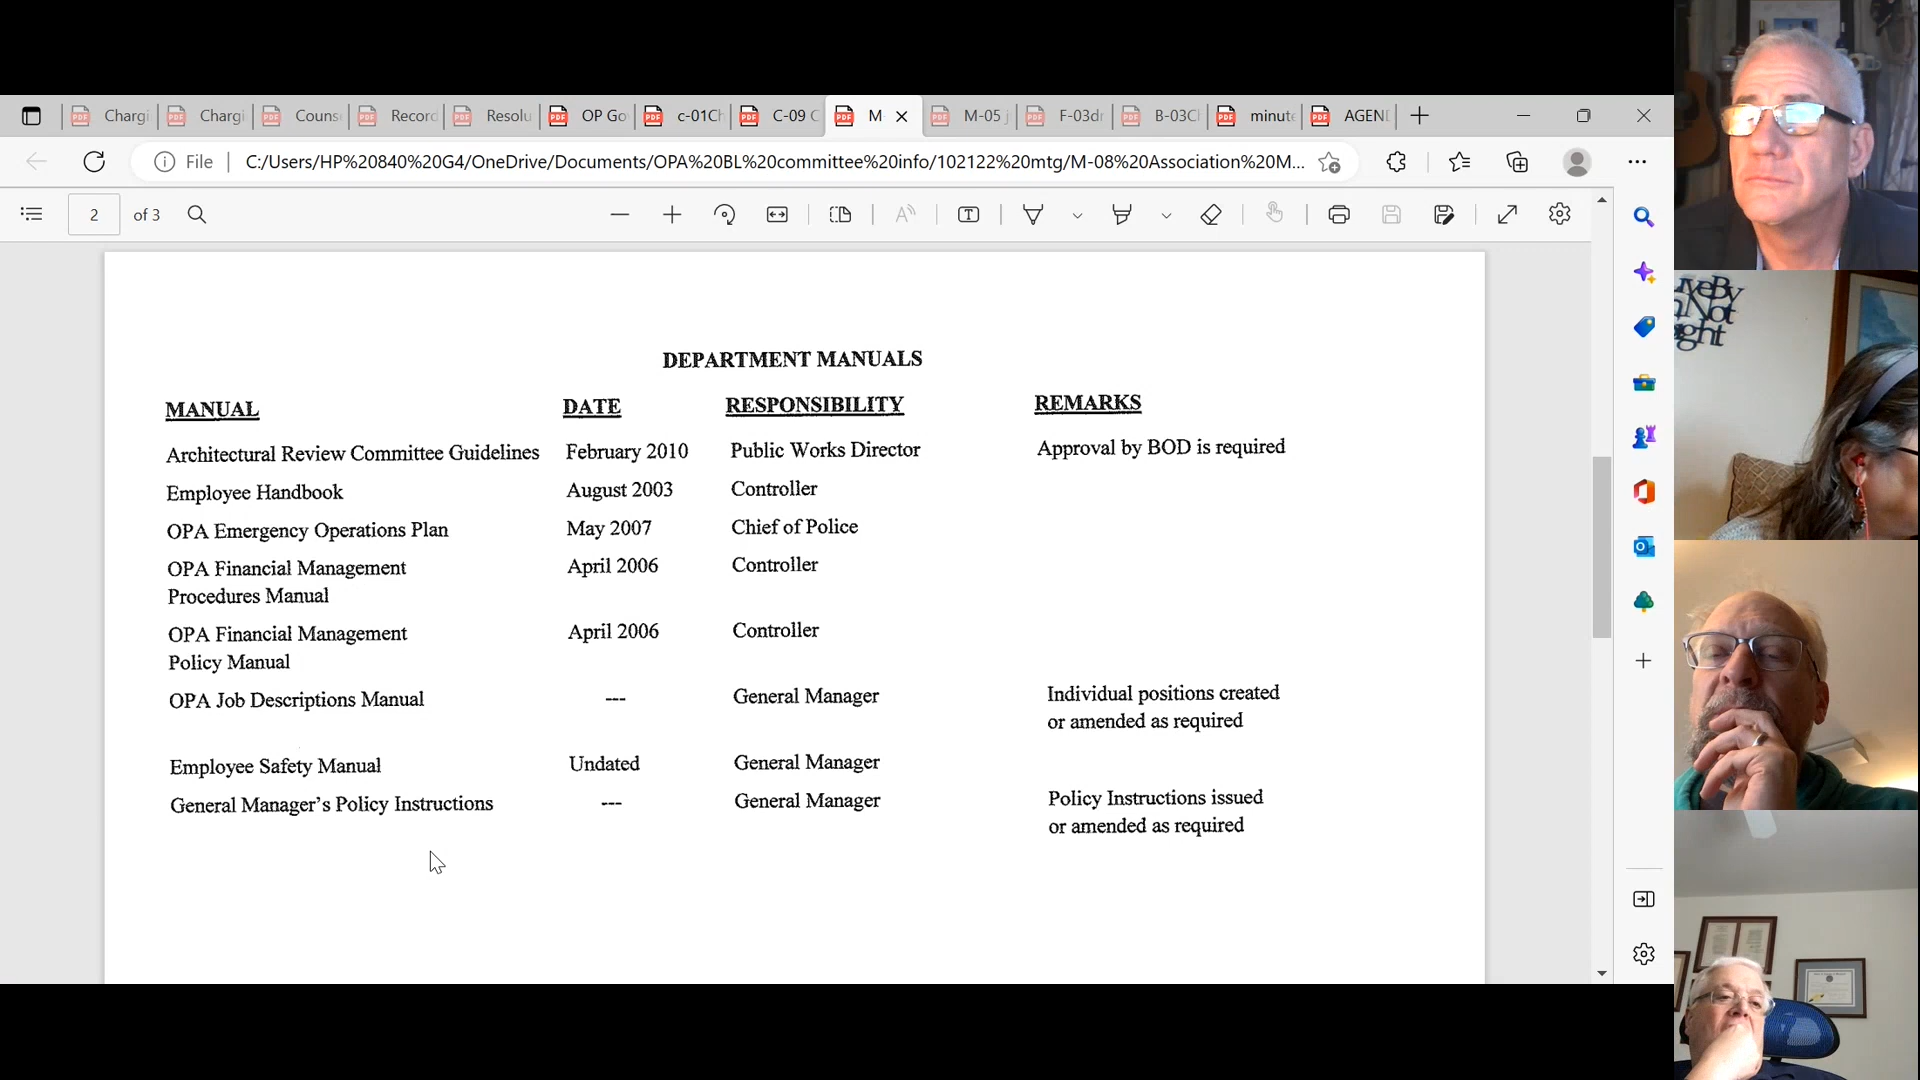 Chargi
Chargi
Couns
Record
Resolu
OP Go
c-01Ch
C-09 C
M
M-05 j
F-03dr
B-03Cl
minute
AGEND
File
C:/Users/HP%20840%20G4/OneDrive/Documents/OPA%20BL%20committee%20info/102122%20mtg/M-08%20Association%20M...
2 of 3
DEPARTMENT MANUALS
MANUAL DATE RESPONSIBILITY REMARKS
Architectural Review Committee Guidelines February 2010 Public Works Director Approval by BOD is required
Employee Handbook August 2003 Controller
OPA Emergency Operations Plan May 2007 Chief of Police
OPA Financial Management April 2006 Controller
Procedures Manual
OPA Financial Management April 2006 Controller
Policy Manual
OPA Job Descriptions Manual --- General Manager Individual positions created
or amended as required
Employee Safety Manual Undated General Manager
General Manager's Policy Instructions --- General Manager Policy Instructions issued
or amended as required
By
Not
ght